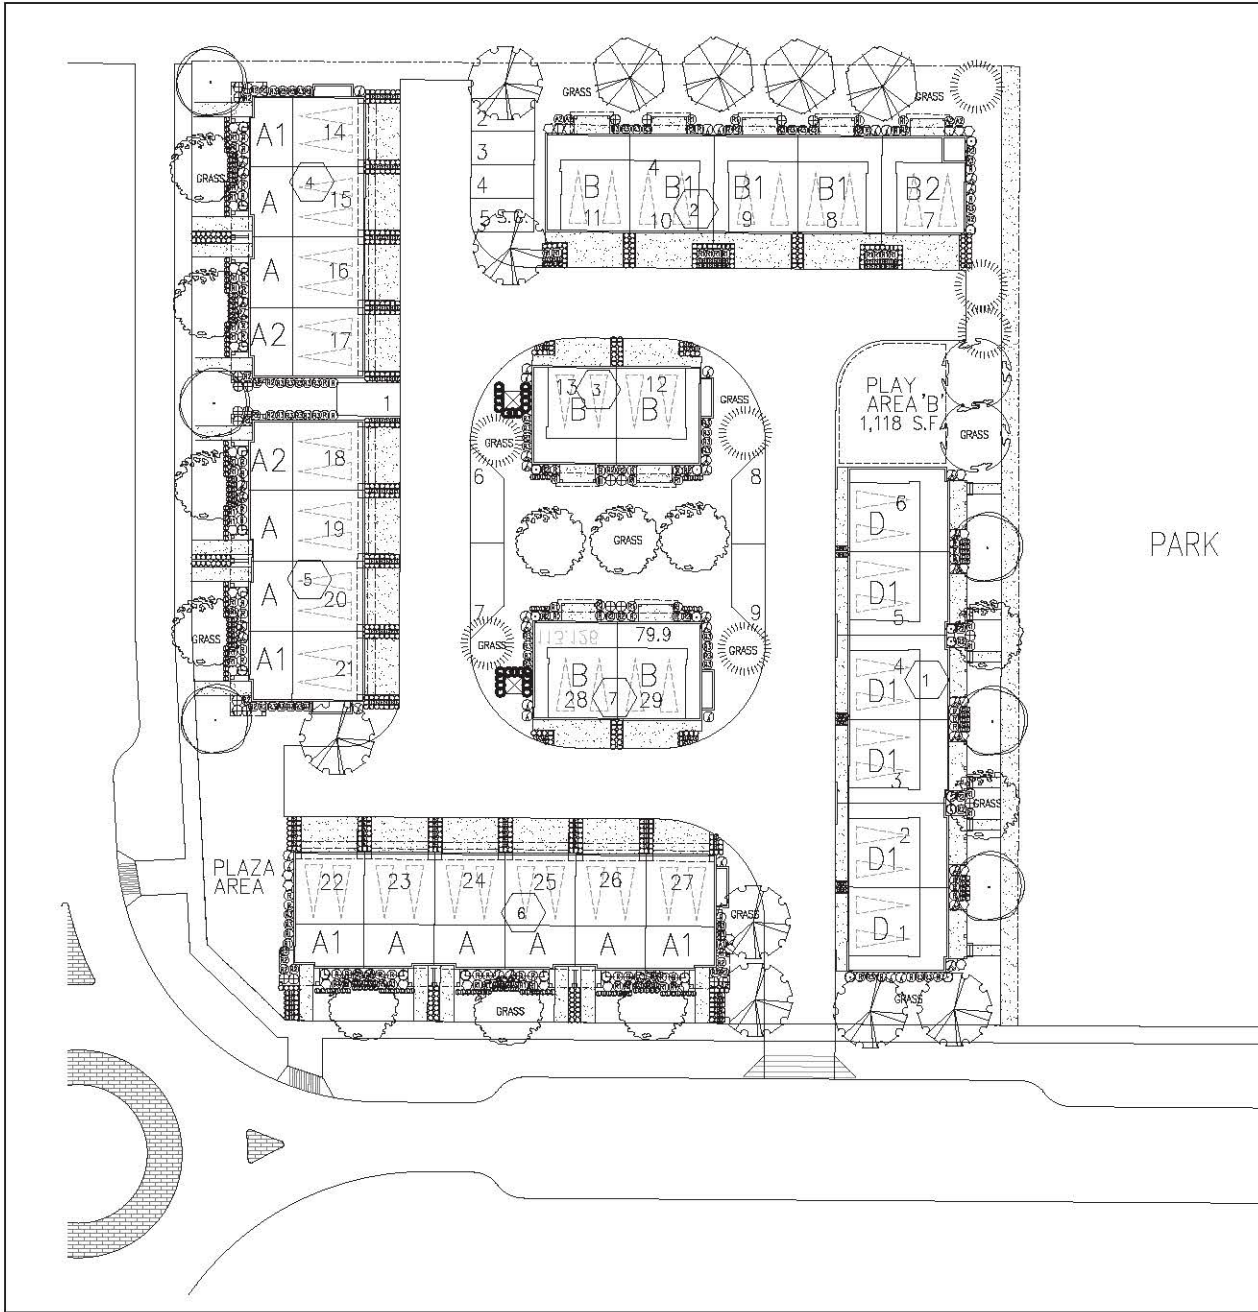 GRASS
GRASS
2
3
4
5 S.G.
A1 14
4
GRASS
A 15
A 16
A2 17
1
A2 18
A 19
5
A 20
A1 21
GRASS
B 11
4
B1 10
2
B1 9
B1 8
B2 7
13 3 12
B B
GRASS
GRASS
6 8
GRASS
7 9
79.9
GRASS
GRASS
B B
28 7 29
PLAY
AREA 'B'
1,118 S.F.
GRASS
PARK
D 6
D1 5
D1 4
1
D1 3
GRASS
D1 2
D 1
PLAZA
AREA
22 23 24 25 26 27
6
A1 A A A A A1
GRASS
GRASS
GRASS